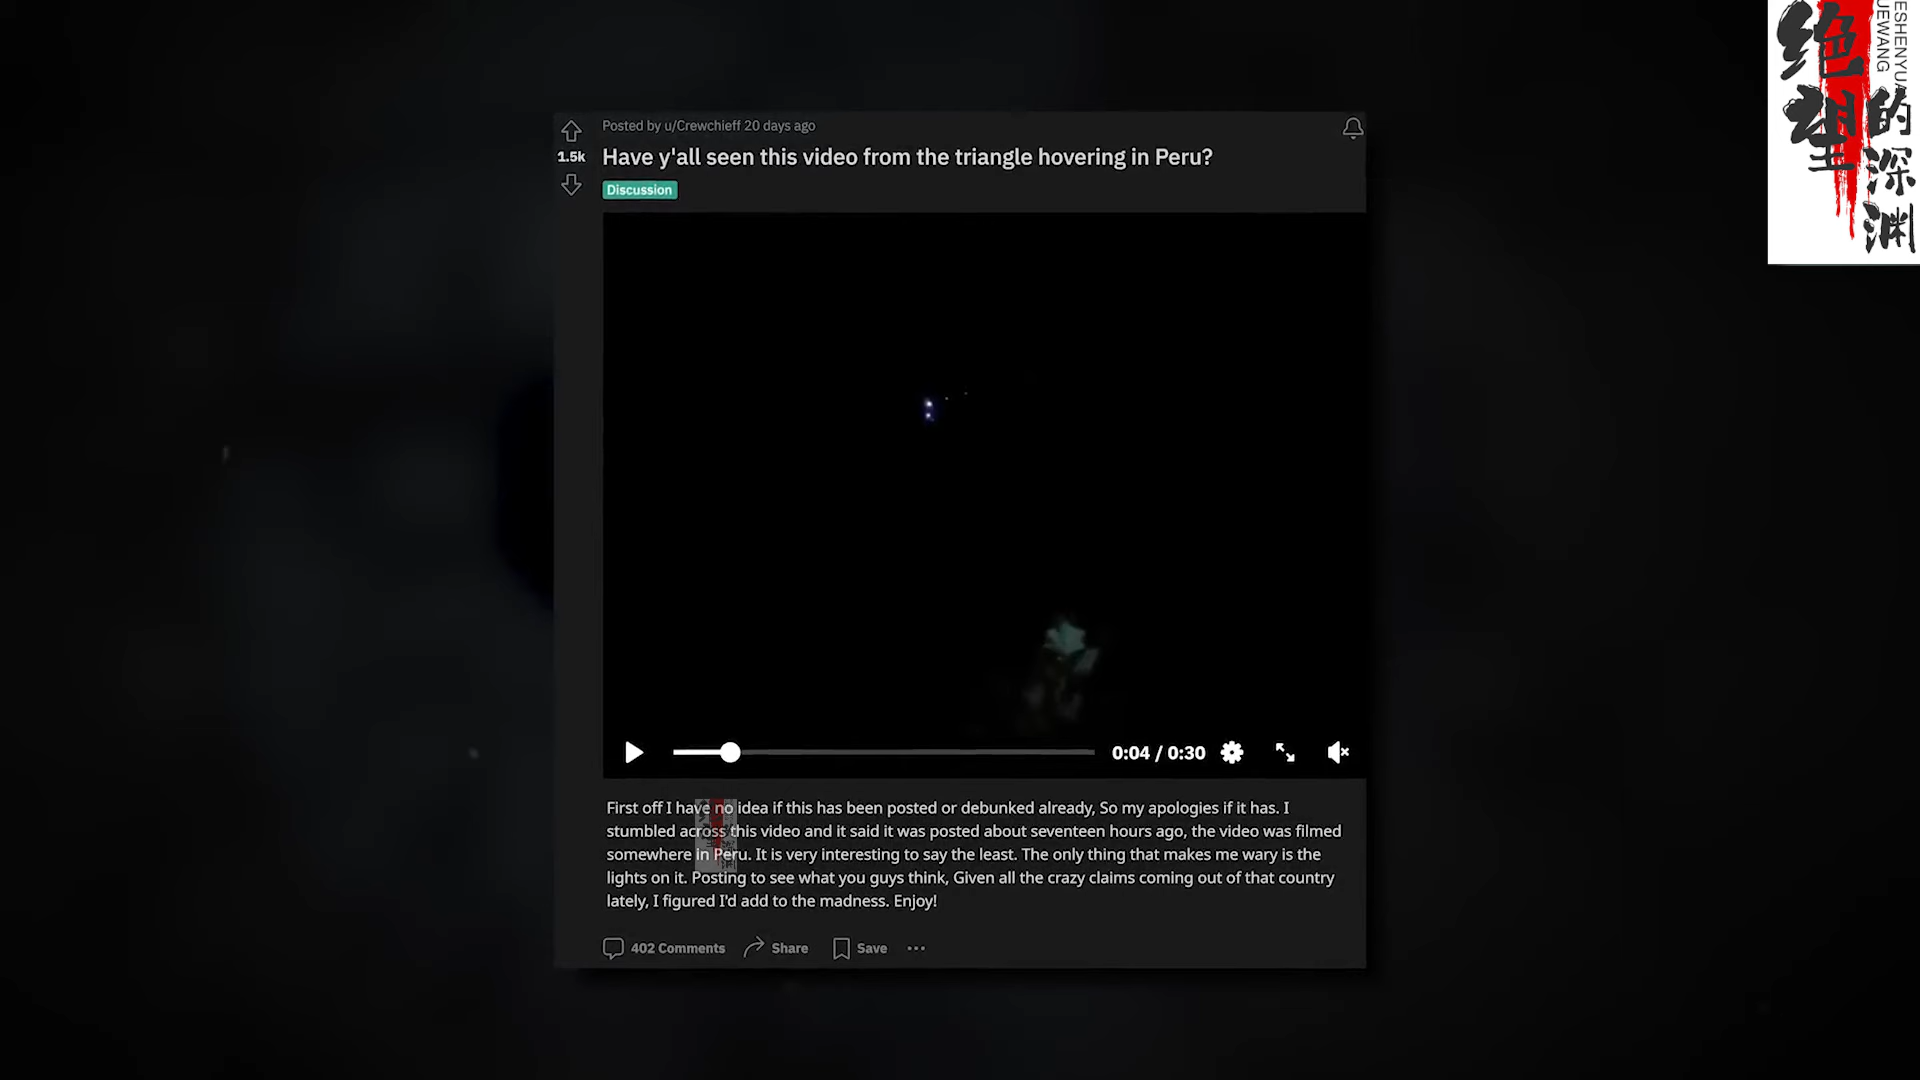 Posted by u/Crewchieff 20 days ago
1.5k
Have y'all seen this video from the triangle hovering in Peru?
Discussion
0:04 / 0:30
First off I have no idea if this has been posted or debunked already, So my apologies if it has. I
stumbled across this video and it said it was posted about seventeen hours ago, the video was filmed
somewhere in Peru. It is very interesting to say the least. The only thing that makes me wary is the
lights on it. Posting to see what you guys think, Given all the crazy claims coming out of that country
lately, I figured I'd add to the madness. Enjoy!
402 Comments Share Save
绝望
的深渊